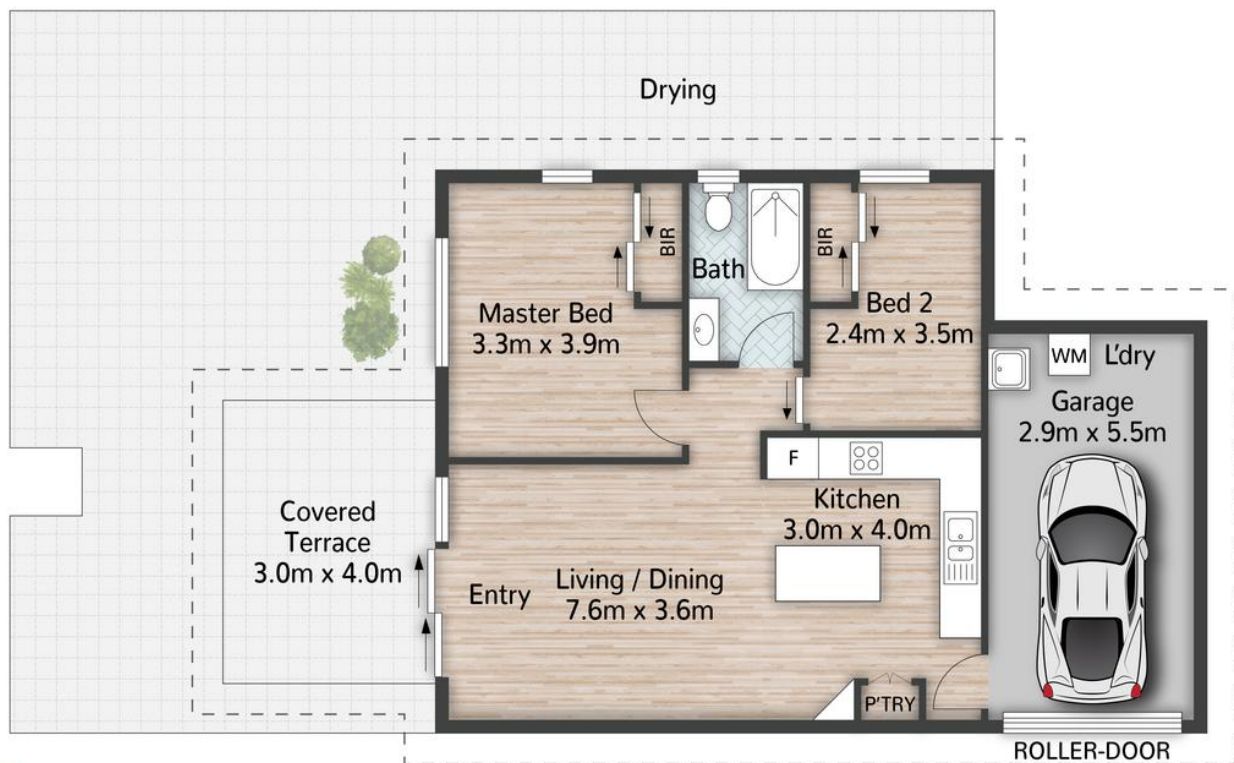 Drying
BIR
Bath
BIR
Master Bed
3.3m x 3.9m
Bed 2
2.4m x 3.5m
WM
L'dry
Garage
2.9m x 5.5m
F
Kitchen
3.0m x 4.0m
Covered
Terrace
3.0m x 4.0m
Entry
Living / Dining
7.6m x 3.6m
P'TRY
ROLLER-DOOR